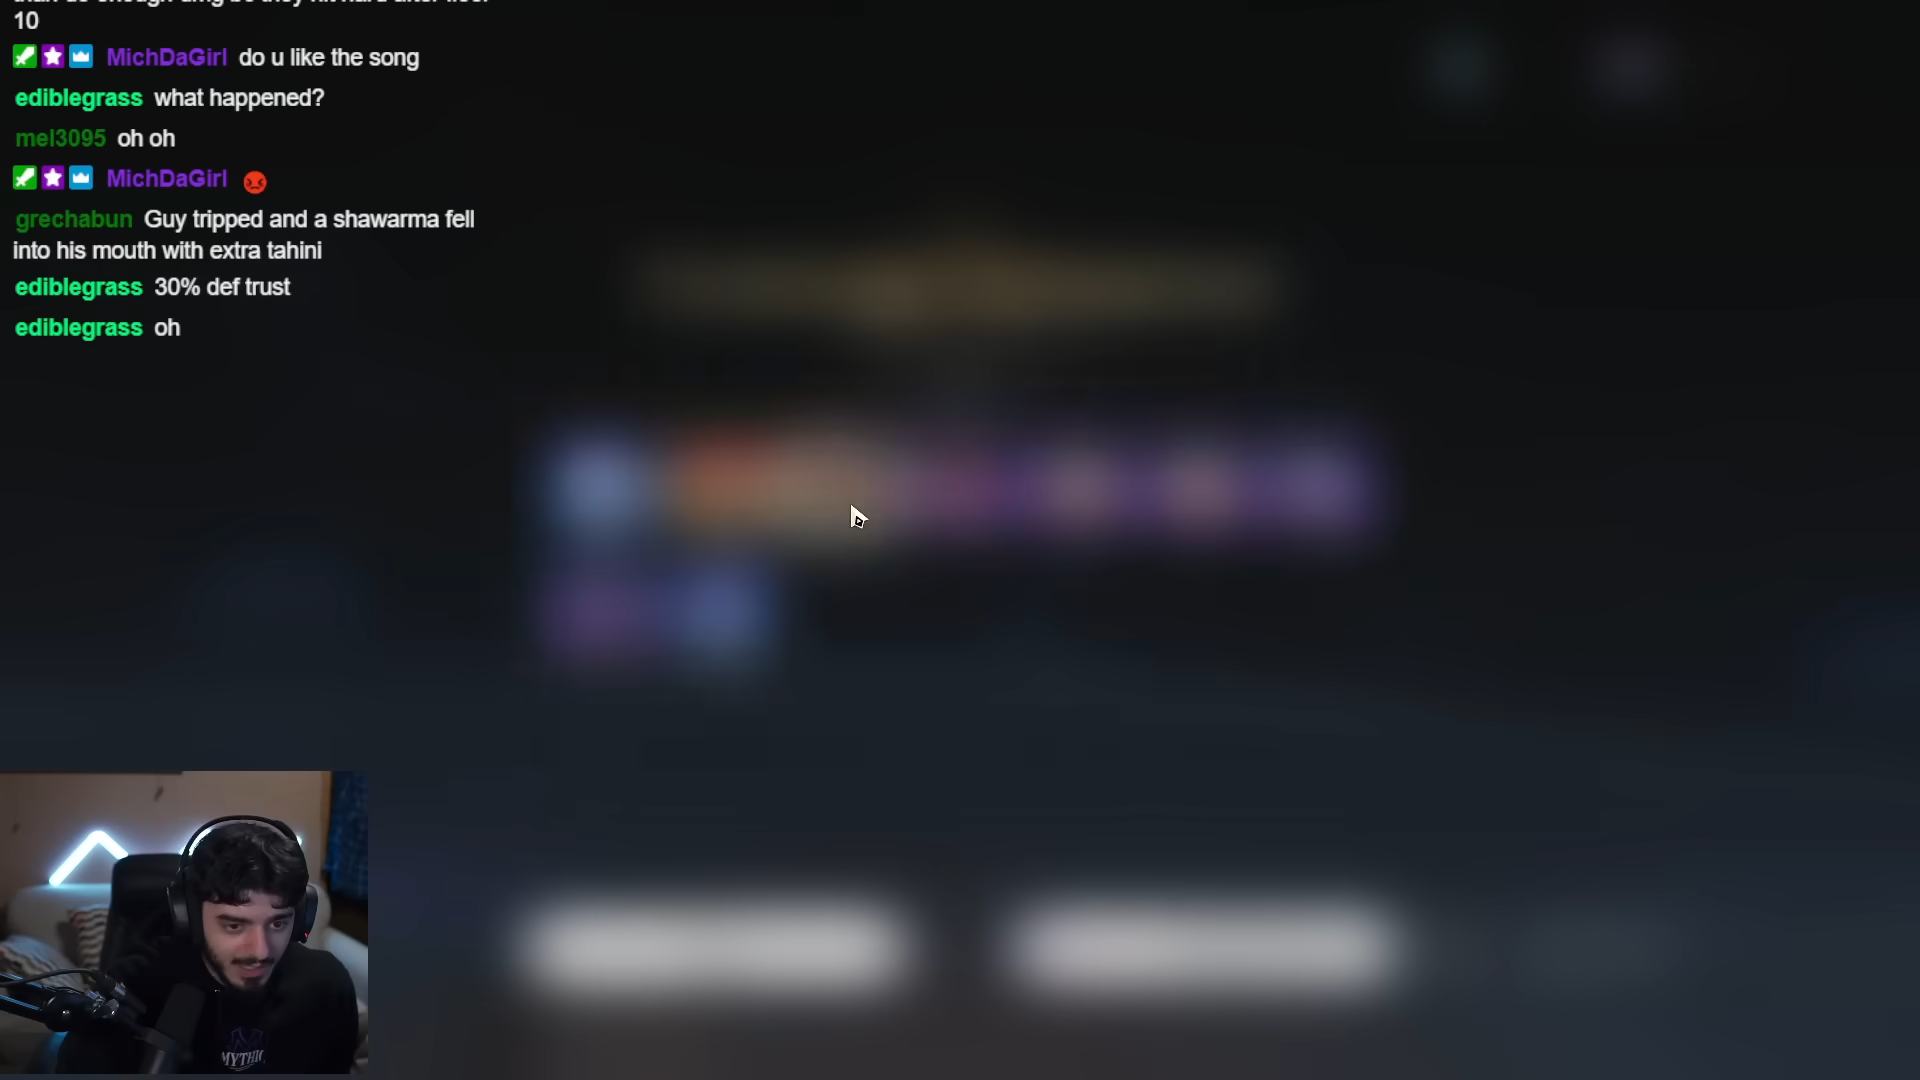 10
MichDaGirl do u like the song
ediblegrass what happened?
mel3095 oh oh
MichDaGirl
grechabun Guy tripped and a shawarma fell
into his mouth with extra tahini
ediblegrass 30% def trust
ediblegrass oh
MYTHIC